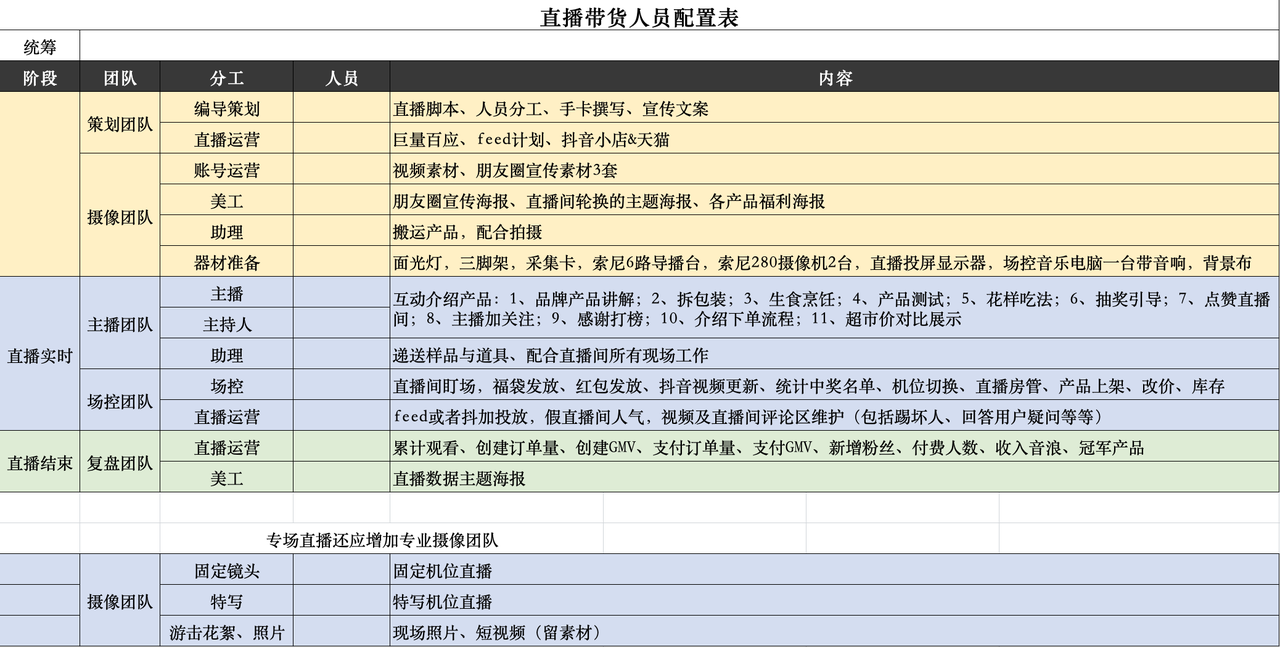 直播带货人员配置表
统筹
阶段 团队 分工 人员 内容
策划团队 编导策划 直播脚本、人员分工、手卡撰写、宣传文案
直播运营 巨量百应、feed计划、抖音小店&天猫
摄像团队 账号运营 视频素材、朋友圈宣传素材3套
美工 朋友圈宣传海报、直播间轮换的主题海报、各产品福利海报
助理 搬运产品，配合拍摄
器材准备 面光灯，三脚架，采集卡，索尼6路导播台，索尼280摄像机2台，直播投屏显示器，场控音乐电脑一台带音响，背景布
直播实时 主播团队 主播 互动介绍产品：1、品牌产品讲解；2、拆包装；3、生食烹饪；4、产品测试；5、花样吃法；6、抽奖引导；7、点赞直播
主持人 间；8、主播加关注；9、感谢打榜；10、介绍下单流程；11、超市价对比展示
助理 递送样品与道具、配合直播间所有现场工作
场控团队 场控 直播间盯场，福袋发放、红包发放、抖音视频更新、统计中奖名单、机位切换、直播房管、产品上架、改价、库存
直播运营 feed或者抖加投放，假直播间人气，视频及直播间评论区维护（包括踢坏人、回答用户疑问等等）
直播结束 复盘团队 直播运营 累计观看、创建订单量、创建GMV、支付订单量、支付GMV、新增粉丝、付费人数、收入音浪、冠军产品
美工 直播数据主题海报
专场直播还应增加专业摄像团队
摄像团队 固定镜头 固定机位直播
特写 特写机位直播
游击花絮、照片 现场照片、短视频（留素材）